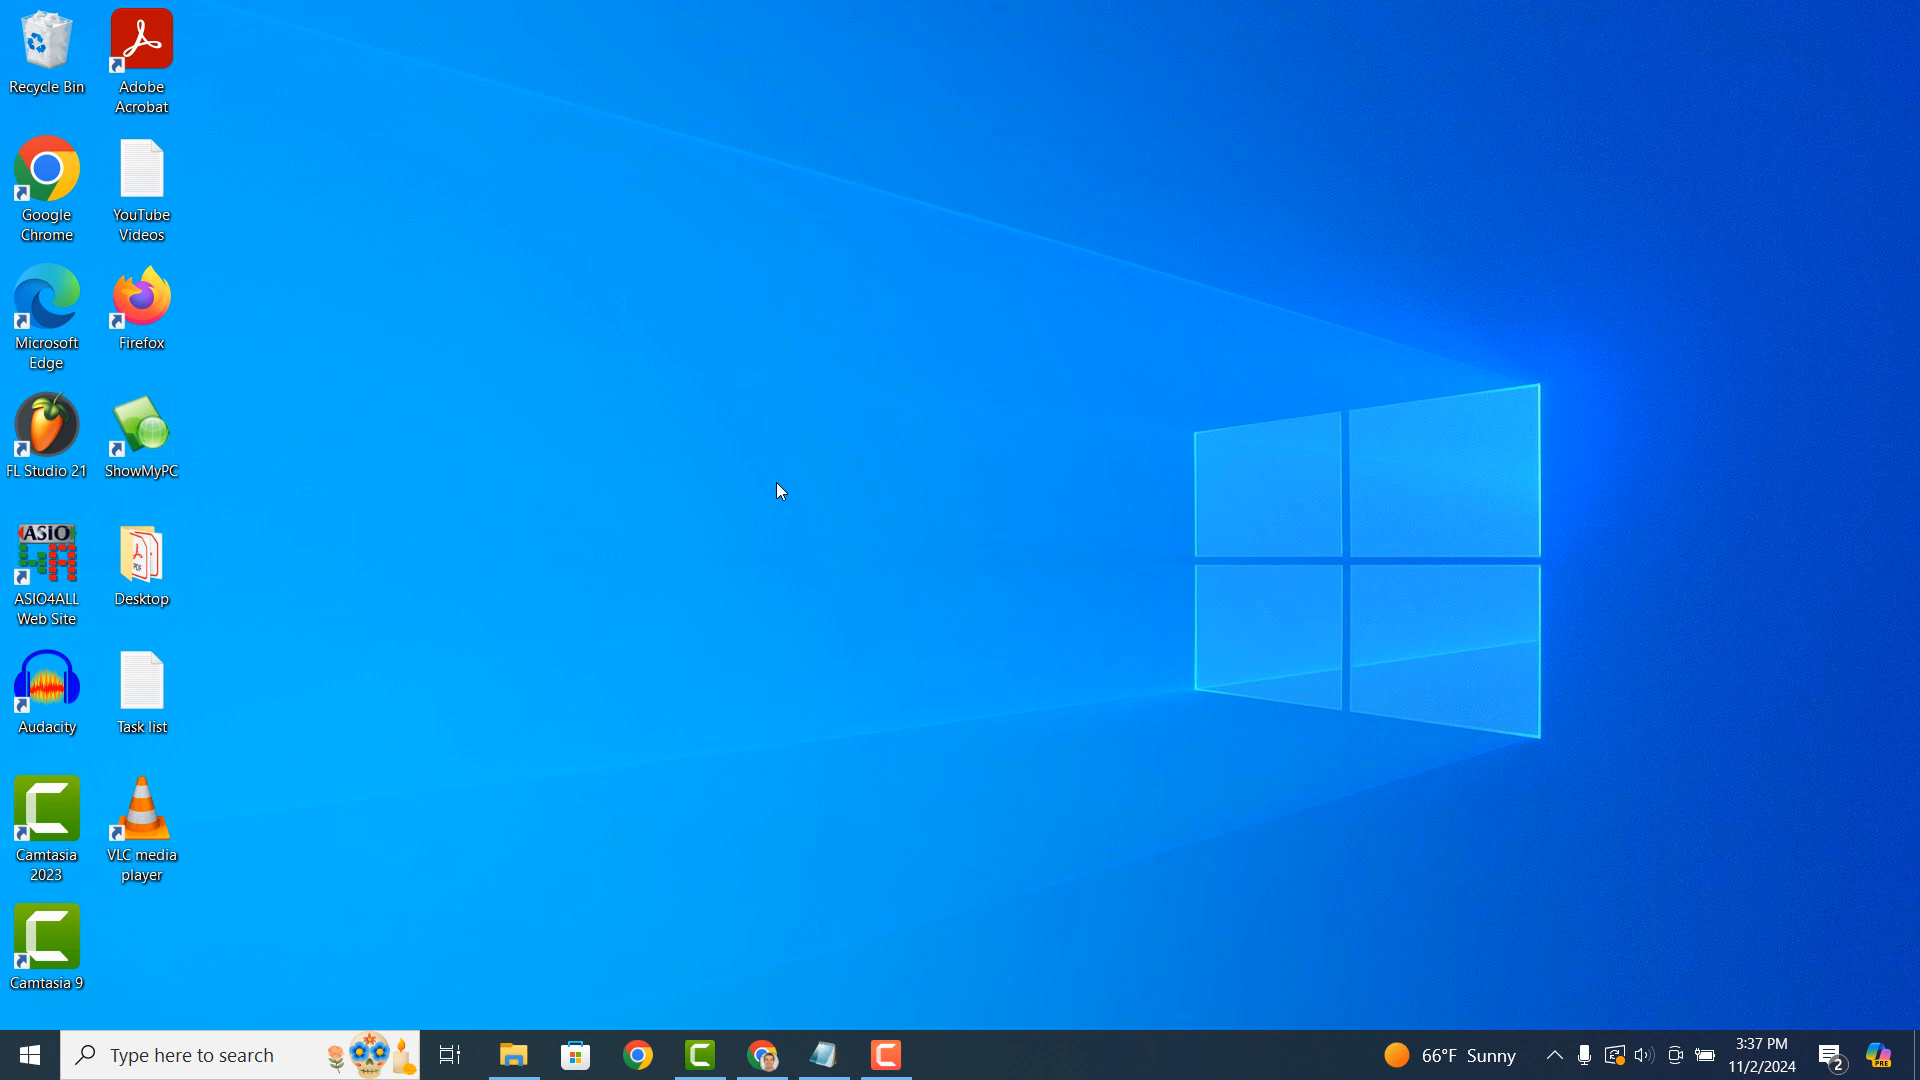 Recycle Bin
Adobe
Acrobat
Google
Chrome
YouTube
Videos
Microsoft
Edge
Firefox
FL Studio 21
ShowMyPC
ASIO
ASIO4ALL
Web Site
PDF
Desktop
Audacity
Task list
Camtasia
2023
VLC media
player
Camtasia 9
Type here to search
66°F Sunny
3:37 PM
11/2/2024
2
PRE